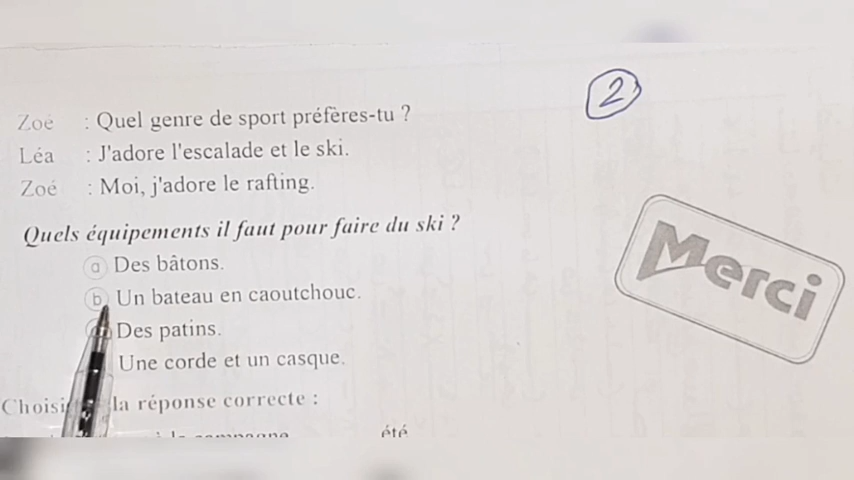 2
Zoé : Quel genre de sport préfères-tu ?
Léa : J'adore l'escalade et le ski.
Zoé : Moi, j'adore le rafting.
Quels équipements il faut pour faire du ski ?
a Des bâtons.
b Un bateau en caoutchouc.
Des patins.
Une corde et un casque.
la réponse correcte :
été
Merci